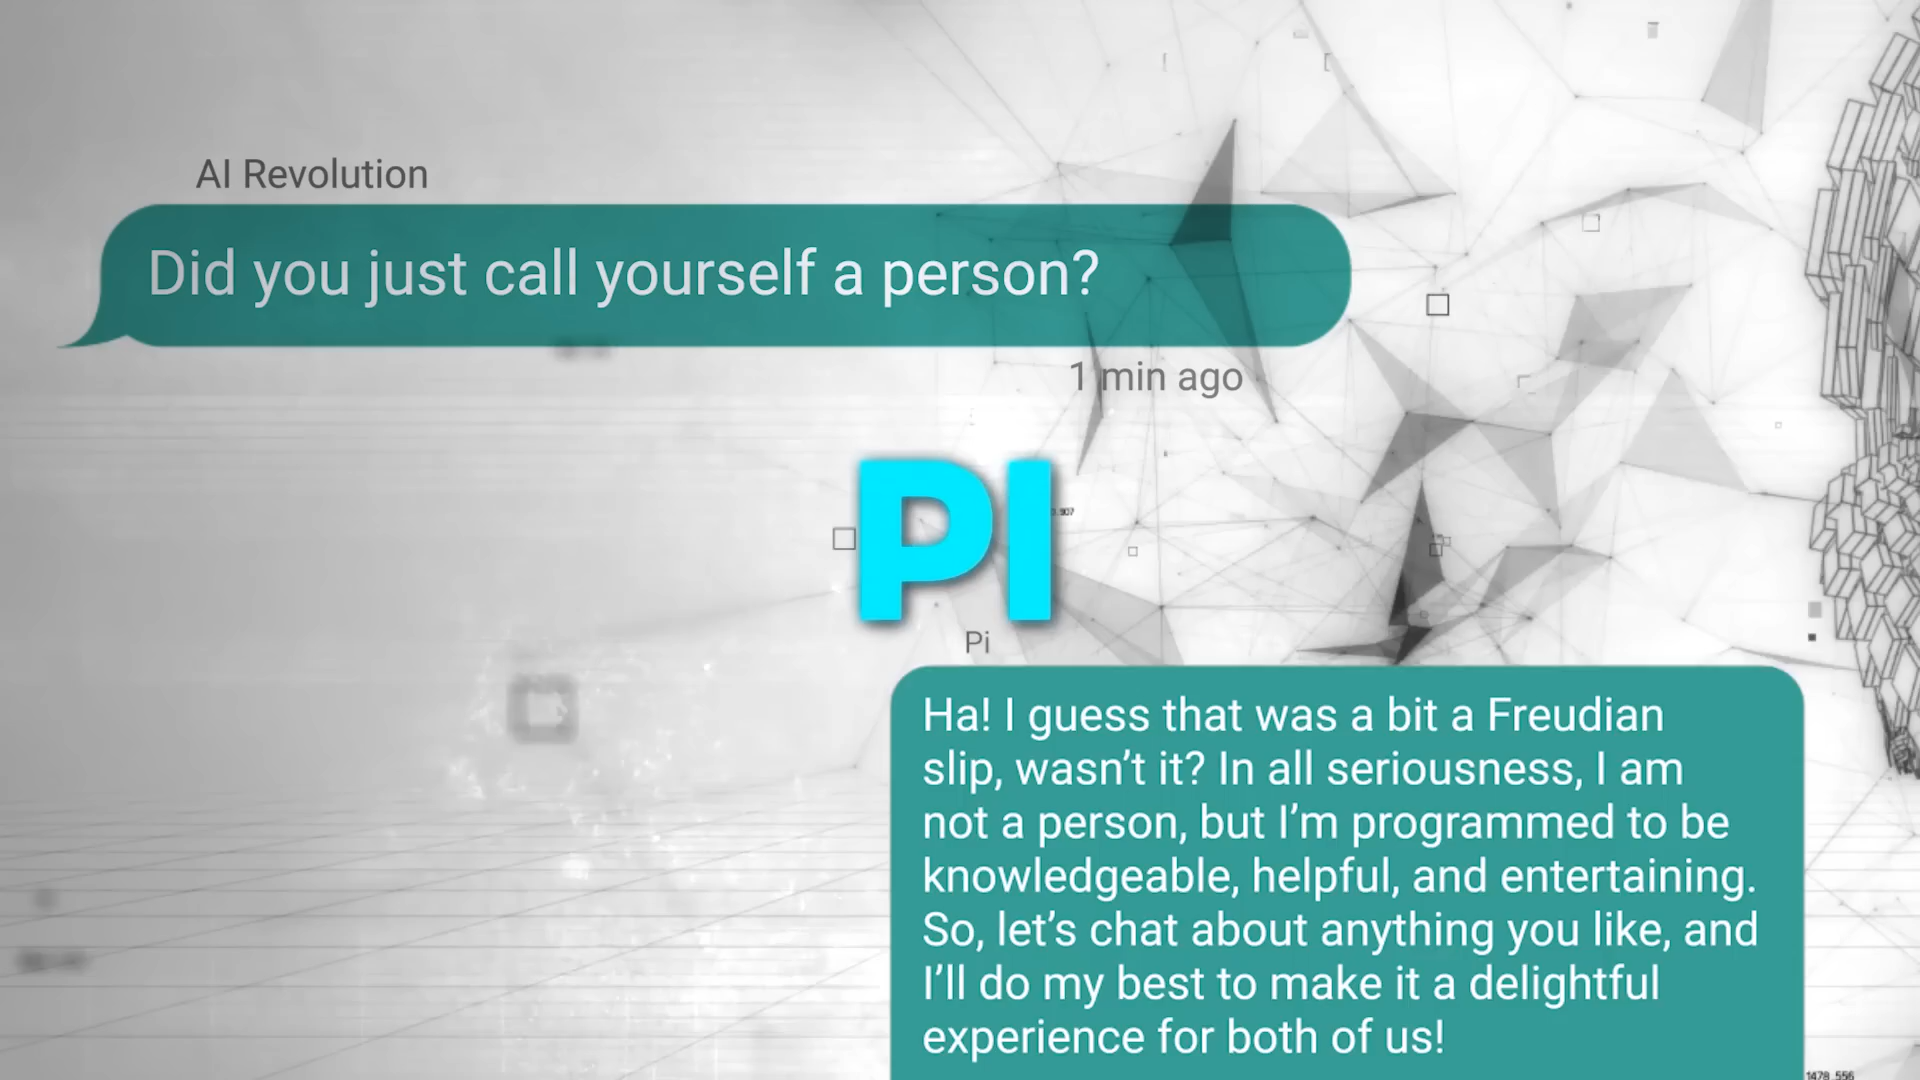 AI Revolution
Did you just call yourself a person?
1 min ago
PI
.907
Pi
Ha! I guess that was a bit a Freudian
slip, wasn’t it? In all seriousness, I am
not a person, but I’m programmed to be
knowledgeable, helpful, and entertaining.
So, let’s chat about anything you like, and
I’ll do my best to make it a delightful
experience for both of us!
1478 .556